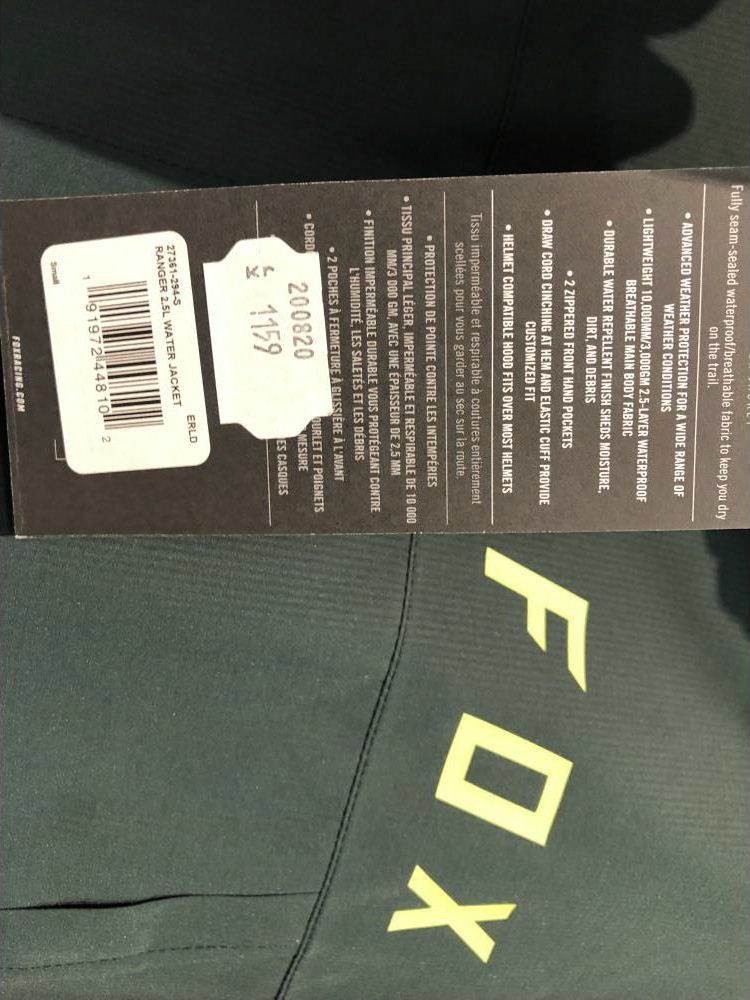 Fully seam-sealed waterproof/breathable fabric to keep you dry
on the trail.
• ADVANCED WEATHER PROTECTION FOR A WIDE RANGE OF
WEATHER CONDITIONS
• LIGHTWEIGHT 10,000MM/3,000GM 2.5-LAYER WATERPROOF
BREATHABLE MAIN BODY FABRIC
• DURABLE WATER REPELLENT FINISH SHEDS MOISTURE,
DIRT, AND DEBRIS
• 2 ZIPPERED FRONT HAND POCKETS
• DRAW CORD CINCHING AT HEM AND ELASTIC CUFF PROVIDE
CUSTOMIZED FIT
• HELMET COMPATIBLE HOOD FITS OVER MOST HELMETS
Tissu imperméable et respirable à coutures entièrement
scellées pour vous garder au sec sur la route.
• PROTECTION DE POINTE CONTRE LES INTEMPÉRIES
• TISSU PRINCIPAL LÉGER, IMPERMÉABLE ET RESPIRABLE DE 10 000
MM/3 000 GM, AVEC UNE ÉPAISSEUR DE 2.5 MM
• FINITION IMPERMÉABLE DURABLE VOUS PROTÉGEANT CONTRE
L'HUMIDITÉ, LES SALETÉS ET LES DÉBRIS
• 2 POCHES À FERMETURE À GLISSIÈRE À L'AVANT
• CORD OURLET ET POIGNETS
MESURE
ES CASQUES
200820
1159
27361-294-S ERLD
RANGER 2.5L WATER JACKET
1 91972 44810 2
Small
FOXRACING.COM
FOX